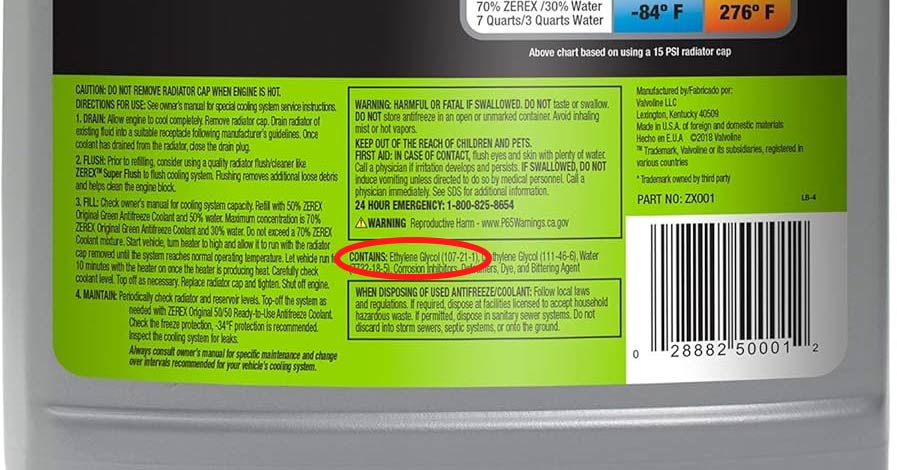 70% ZEREX /30% Water
7 Quarts/3 Quarts Water
-84° F
276° F
Above chart based on using a 15 PSI radiator cap
CAUTION: DO NOT REMOVE RADIATOR CAP WHEN ENGINE IS HOT.
DIRECTIONS FOR USE: See owner's manual for special cooling system service instructions.
1. DRAIN: Allow engine to cool completely. Remove radiator cap. Drain radiator of
existing fluid into a suitable receptacle following manufacturer's guidelines. Once
coolant has drained from the radiator, close the drain plug.
2. FLUSH: Prior to refilling, consider using a quality radiator flush/cleaner like
ZEREX™ Super Flush to flush cooling system. Flushing removes additional loose debris
and helps clean the engine block.
3. FILL: Check owner's manual for cooling system capacity. Refill with 50% ZEREX
Original Green Antifreeze Coolant and 50% water. Maximum concentration is 70%
ZEREX Original Green Antifreeze Coolant and 30% water. Do not exceed a 70% ZEREX
Coolant mixture. Start vehicle, turn heater to high and allow it to run with the radiator
cap removed until the system reaches normal operating temperature. Let vehicle run for
10 minutes with the heater on once the heater is producing heat. Carefully check
coolant level. Top off as necessary. Replace radiator cap and tighten. Shut off engine.
4. MAINTAIN: Periodically check radiator and reservoir levels. Top-off the system as
needed with ZEREX Original 50/50 Ready-to-Use Antifreeze Coolant.
Check the freeze protection, -34°F protection is recommended.
Inspect the cooling system for leaks.
Always consult owner's manual for specific maintenance and change
over intervals recommended for your vehicle's cooling system.
WARNING: HARMFUL OR FATAL IF SWALLOWED. DO NOT taste or swallow.
DO NOT store antifreeze in an open or unmarked container. Avoid inhaling
mist or hot vapors.
KEEP OUT OF THE REACH OF CHILDREN AND PETS.
FIRST AID: IN CASE OF CONTACT, flush eyes and skin with plenty of water.
Call a physician if irritation develops and persists. IF SWALLOWED, DO NOT
induce vomiting unless directed to do so by medical personnel. Call a
physician immediately. See SDS for additional information.
24 HOUR EMERGENCY: 1-800-825-8654
WARNING Reproductive Harm - www.P65Warnings.ca.gov
CONTAINS: Ethylene Glycol (107-21-1), Diethylene Glycol (111-46-6), Water
(7732-18-5), Corrosion Inhibitors, Defoamers, Dye, and Bittering Agent
WHEN DISPOSING OF USED ANTIFREEZE/COOLANT: Follow local laws
and regulations. If required, dispose at facilities licensed to accept household
hazardous waste. If permitted, dispose in sanitary sewer systems. Do not
discard into storm sewers, septic systems, or onto the ground.
Manufactured by/Fabricado por:
Valvoline LLC
Lexington, Kentucky 40509
Made in U.S.A. of foreign and domestic materials
Hecho en E.U.A ©2018 Valvoline
™ Trademark, Valvoline or its subsidiaries, registered in
various countries
* Trademark owned by third party
PART NO: ZX001
LB-4
0 28882 50001 2